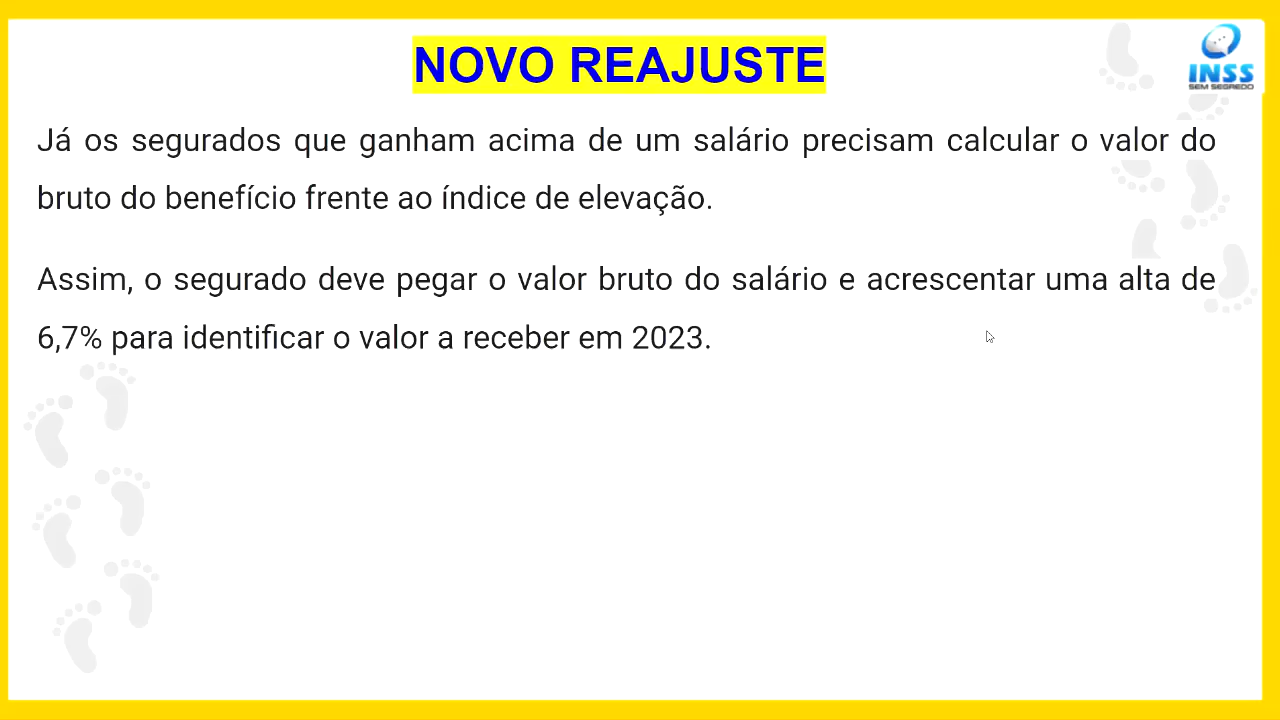 NOVO REAJUSTE
INSS
SEM SEGREDO
Já os segurados que ganham acima de um salário precisam calcular o valor do
bruto do benefício frente ao índice de elevação.
Assim, o segurado deve pegar o valor bruto do salário e acrescentar uma alta de
6,7% para identificar o valor a receber em 2023.